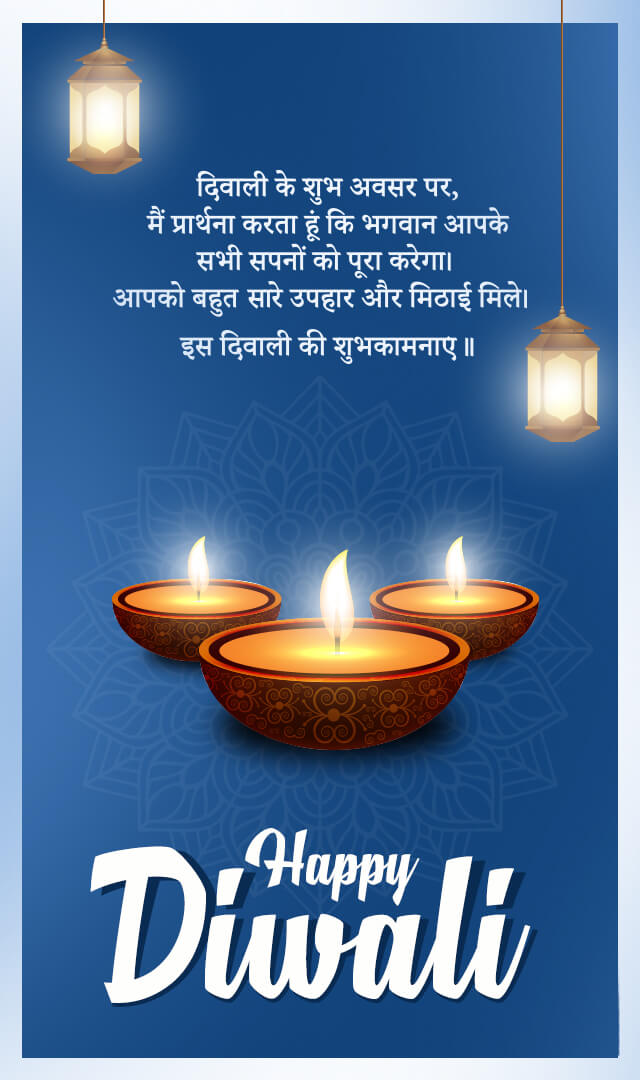 दिवाली के शुभ अवसर पर,
मैं प्रार्थना करता हूं कि भगवान आपके
सभी सपनों को पूरा करेगा।
आपको बहुत सारे उपहार और मिठाई मिले।
इस दिवाली की शुभकामनाए॥
Happy
Diwali